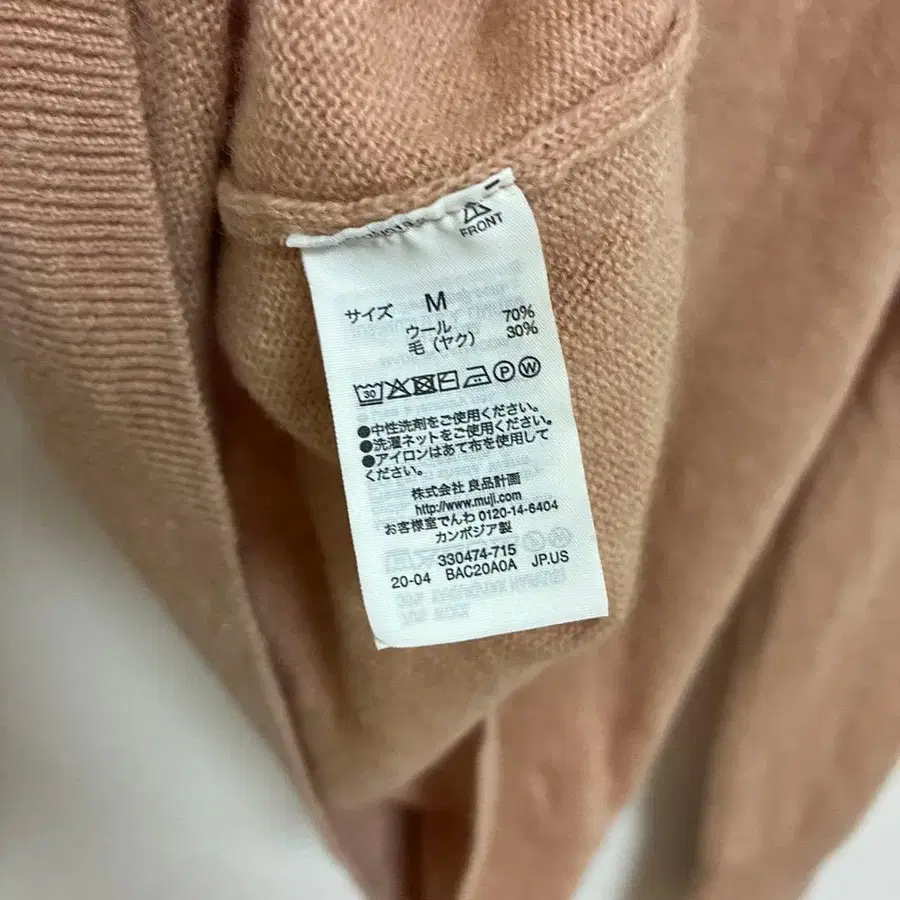 FRONT
サイズ M
ウール 70%
毛(ヤク) 30%
30 P W
●中性洗剤をご使用ください。
●洗濯ネットをご使用ください。
●アイロンはあて布を使用して
ください。
株式会社 良品計画
http://www.muji.com
お客様室でんわ 0120-14-6404
カンボジア製
330474-715
20-04 BAC20A0A JP.US